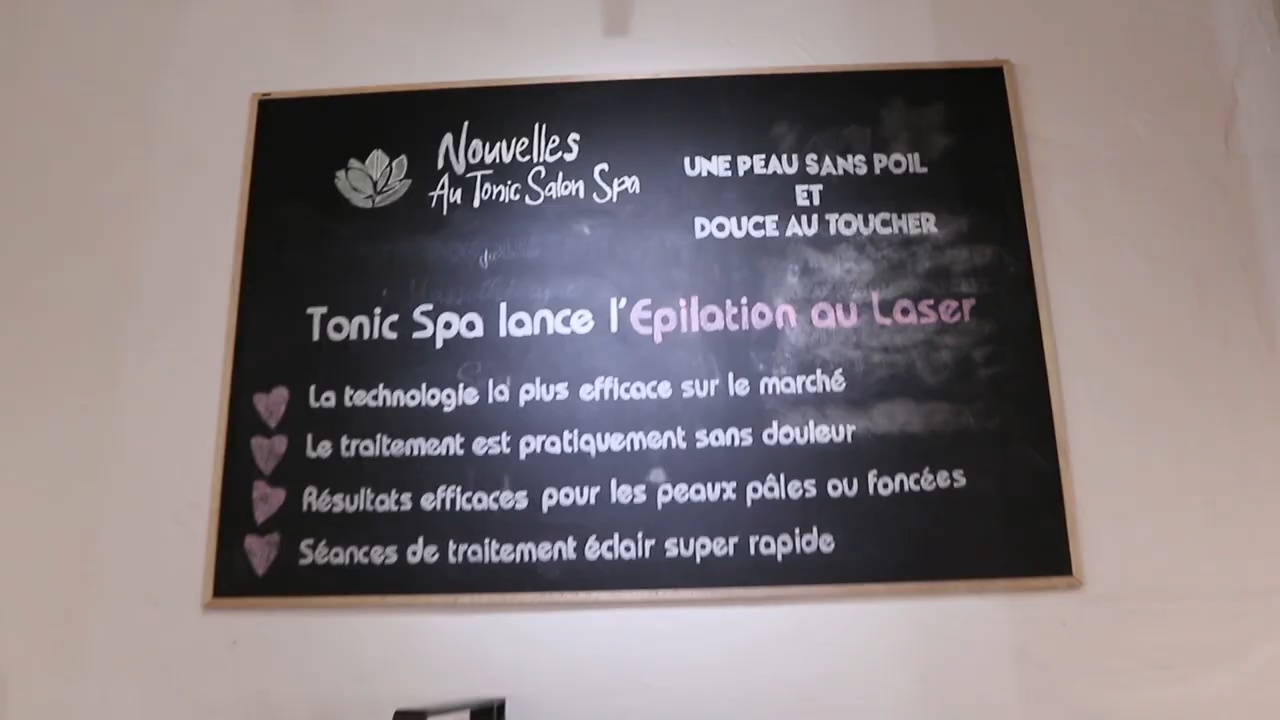 Nouvelles
Au Tonic Salon Spa
UNE PEAU SANS POIL
ET
DOUCE AU TOUCHER
Tonic Spa lance l'Epilation au Laser
La technologie la plus efficace sur le marché
Le traitement est pratiquement sans douleur
Résultats efficaces pour les peaux pâles ou foncées
Séances de traitement éclair super rapide